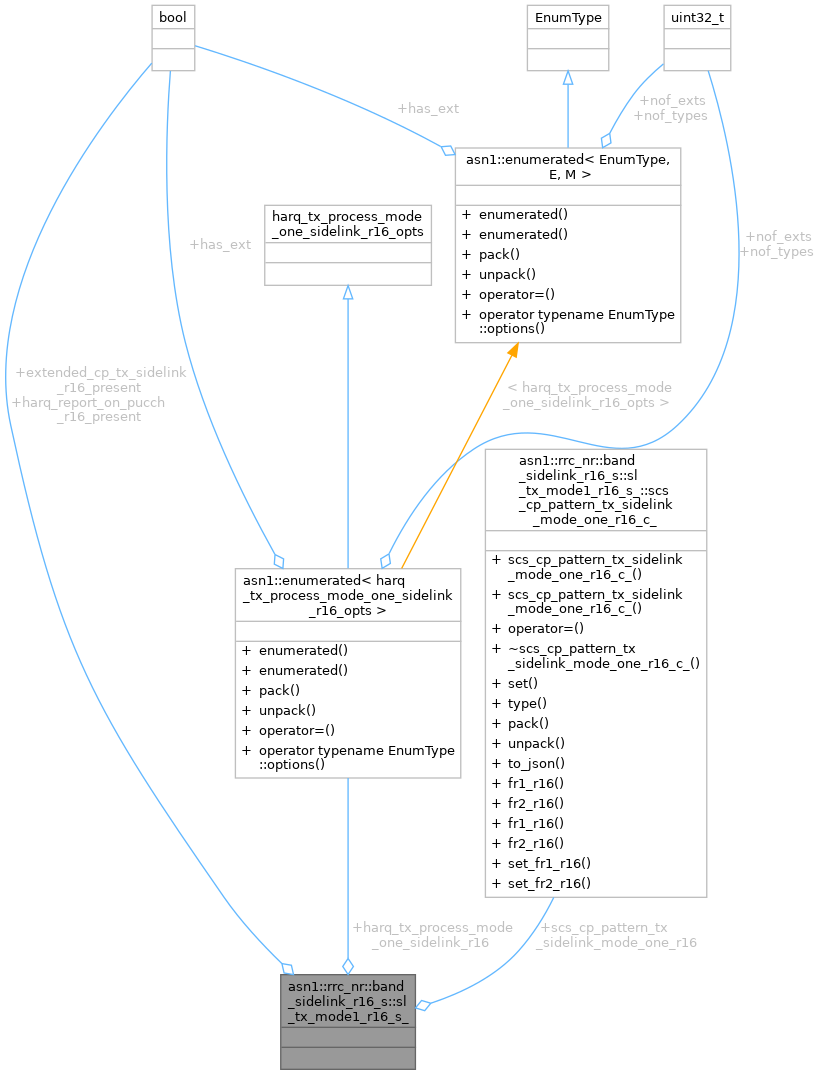 bool
EnumType
uint32_t
+has_ext
+nof_exts
+nof_types
asn1::enumerated< EnumType,
E, M >
+ enumerated()
+ enumerated()
+ pack()
+ unpack()
+ operator=()
+ operator typename EnumType
::options()
harq_tx_process_mode
_one_sidelink_r16_opts
+has_ext
+nof_exts
+nof_types
+extended_cp_tx_sidelink
_r16_present
+harq_report_on_pucch
_r16_present
< harq_tx_process_mode
_one_sidelink_r16_opts >
asn1::rrc_nr::band
_sidelink_r16_s::sl
_tx_mode1_r16_s_::scs
_cp_pattern_tx_sidelink
_mode_one_r16_c_
+ scs_cp_pattern_tx_sidelink
_mode_one_r16_c_()
+ scs_cp_pattern_tx_sidelink
_mode_one_r16_c_()
+ operator=()
+ ~scs_cp_pattern_tx
_sidelink_mode_one_r16_c_()
+ set()
+ type()
+ pack()
+ unpack()
+ to_json()
+ fr1_r16()
+ fr2_r16()
+ fr1_r16()
+ fr2_r16()
+ set_fr1_r16()
+ set_fr2_r16()
asn1::enumerated< harq
_tx_process_mode_one_sidelink
_r16_opts >
+ enumerated()
+ enumerated()
+ pack()
+ unpack()
+ operator=()
+ operator typename EnumType
::options()
+harq_tx_process_mode
_one_sidelink_r16
+scs_cp_pattern_tx
_sidelink_mode_one_r16
asn1::rrc_nr::band
_sidelink_r16_s::sl
_tx_mode1_r16_s_